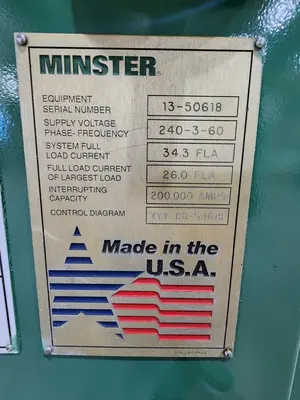 MINSTER
EQUIPMENT
SERIAL NUMBER 13-50618
SUPPLY VOLTAGE
PHASE- FREQUENCY 240-3-60
SYSTEM FULL
LOAD CURRENT 34.3 FLA
FULL LOAD CURRENT
OF LARGEST LOAD 26.0 FLA
INTERRUPTING
CAPACITY 200,000 AMPS
CONTROL DIAGRAM
Made in the
U.S.A.